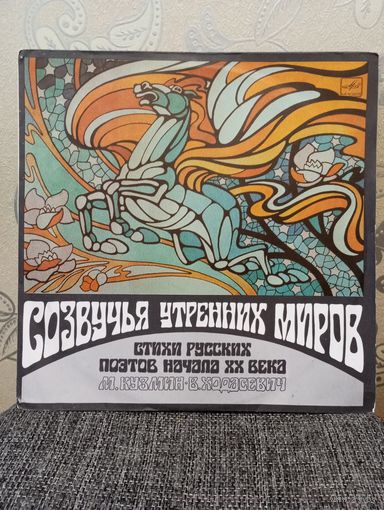 СОЗВУЧЬЯ УТРЕННИХ МИРОВ
СТИХИ РУССКИХ
ПОЭТОВ НАЧАЛА XX ВЕКА
М. КУЗМИН · В. ХОДАСЕВИЧ